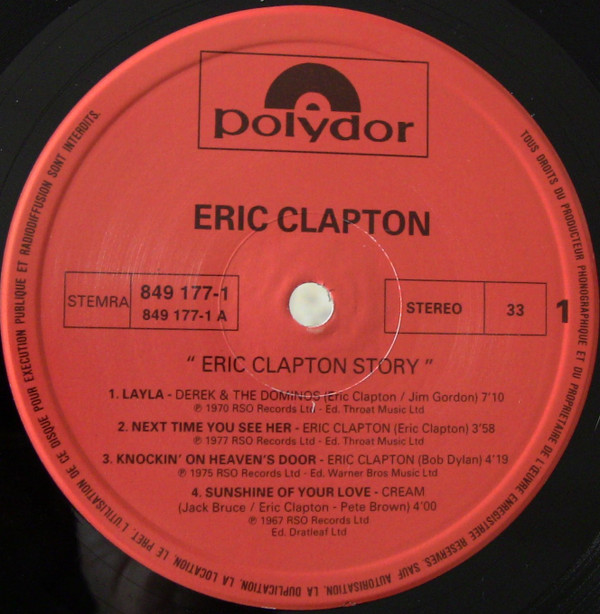 polydor
ERIC CLAPTON
STEMRA
849 177-1
849 177-1 A
STEREO
33
1
" ERIC CLAPTON STORY "
1. LAYLA - DEREK & THE DOMINOS (Eric Clapton / Jim Gordon) 7'10
℗ 1970 RSO Records Ltd - Ed. Throat Music Ltd
2. NEXT TIME YOU SEE HER - ERIC CLAPTON (Eric Clapton) 3'58
℗ 1977 RSO Records Ltd - Ed. Throat Music Ltd
3. KNOCKIN' ON HEAVEN'S DOOR - ERIC CLAPTON (Bob Dylan) 4'19
℗ 1975 RSO Records Ltd - Ed. Warner Bros Music Ltd
4. SUNSHINE OF YOUR LOVE - CREAM
(Jack Bruce / Eric Clapton - Pete Brown) 4'00
℗ 1967 RSO Records Ltd
Ed. Dratleaf Ltd
TOUS DROITS DU PRODUCTEUR PHONOGRAPHIQUE ET DU PROPRIETAIRE DE L'ŒUVRE ENREGISTREE RESERVES. SAUF AUTORISATION, LA DUPLICATION, LA LOCATION, LE PRET, L'UTILISATION DE CE DISQUE POUR EXECUTION PUBLIQUE ET RADIODIFFUSION SONT INTERDITS.